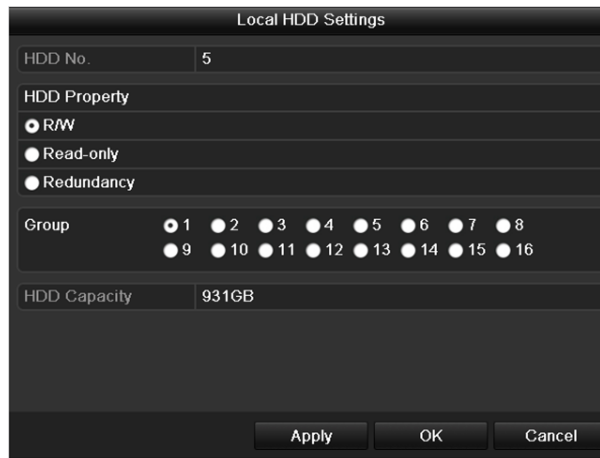 Local HDD Settings
HDD No. 5
HDD Property
R/W
Read-only
Redundancy
Group 1 2 3 4 5 6 7 8
9 10 11 12 13 14 15 16
HDD Capacity 931GB
Apply OK Cancel